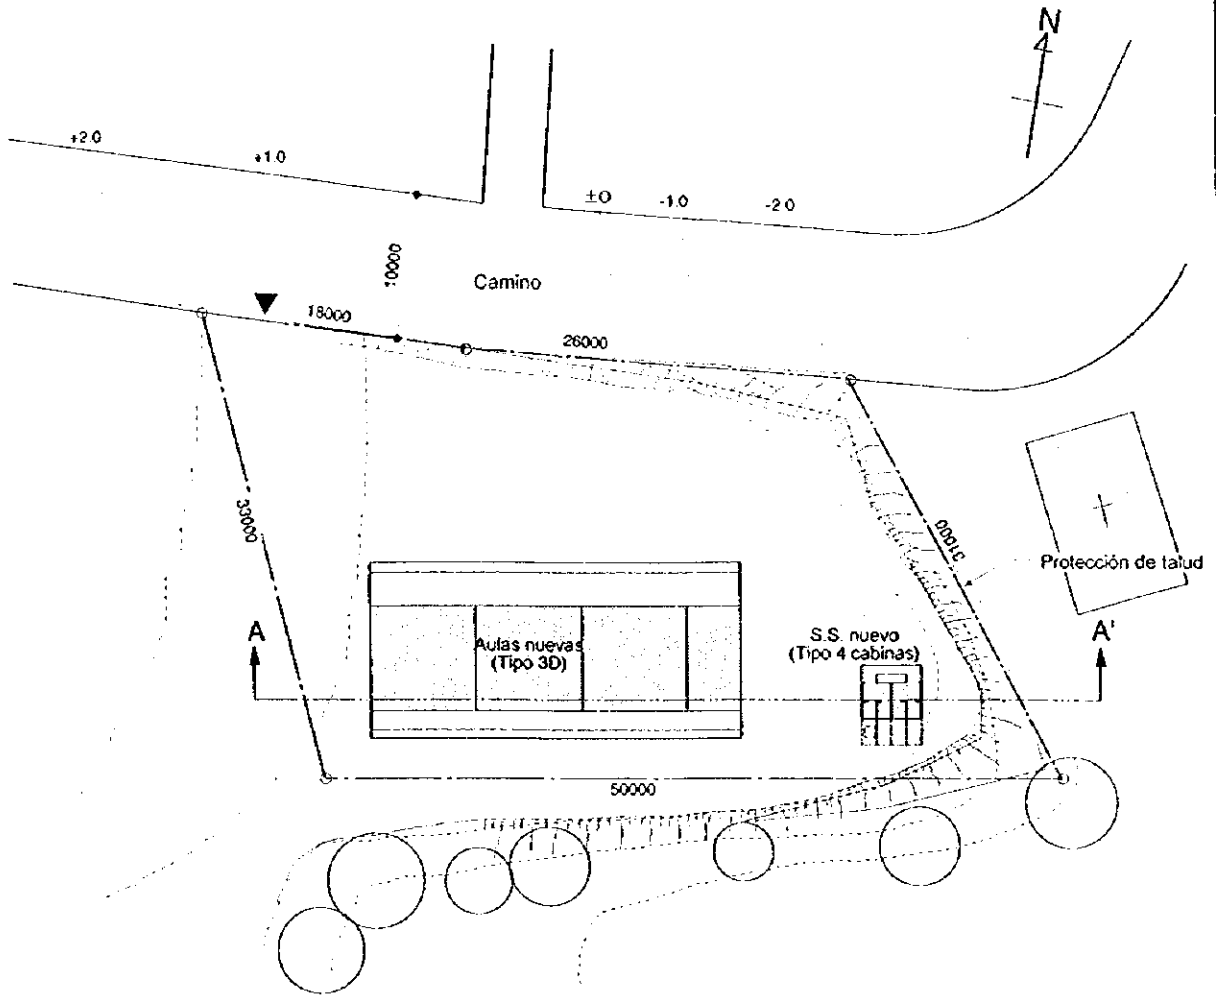 N
+2.0
+1.0
±0
-1.0
-2.0
10000
Camino
18000
26000
33000
31000
Protección de talud
A
Aulas nuevas
(Tipo 3D)
S.S. nuevo
(Tipo 4 cabinas)
A'
50000